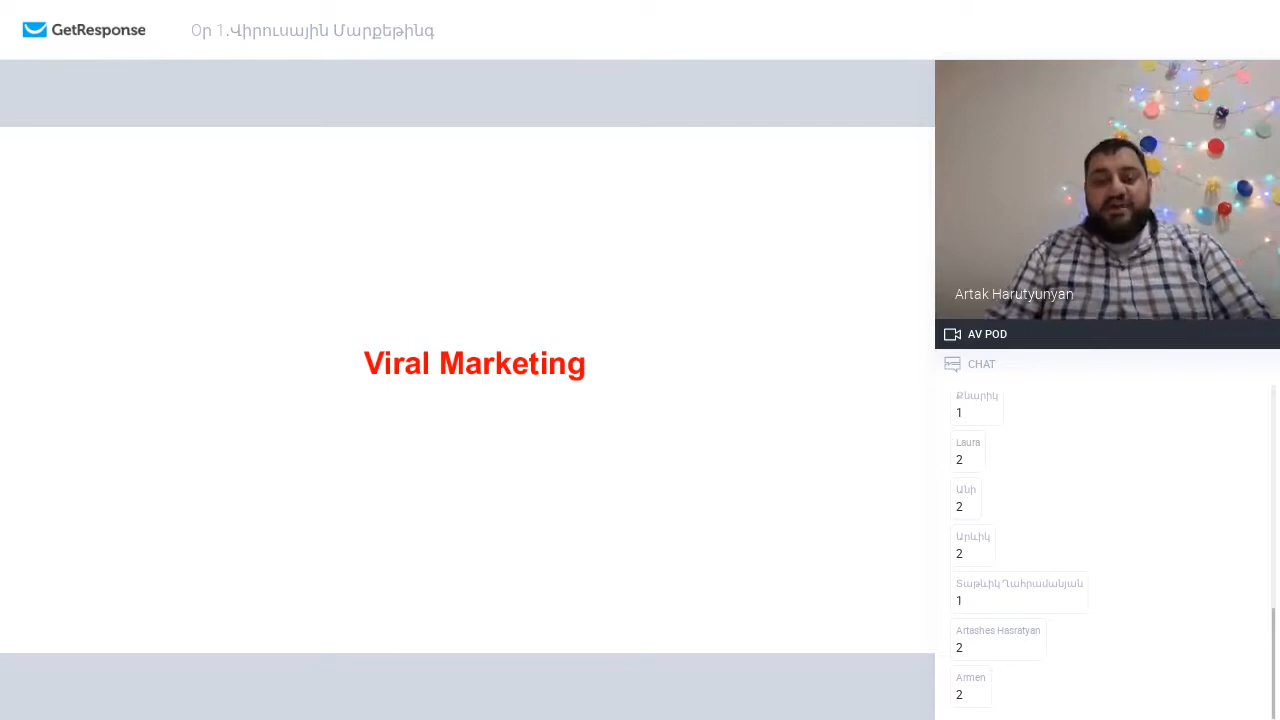 GetResponse
Օր 1.Վիրուսային Մարքեթինգ
Viral Marketing
Artak Harutyunyan
AV POD
CHAT
Քնարիկ
1
Laura
2
Անի
2
Արևիկ
2
Տաթևիկ Ղահրամանյան
1
Artashes Hasratyan
2
Armen
2